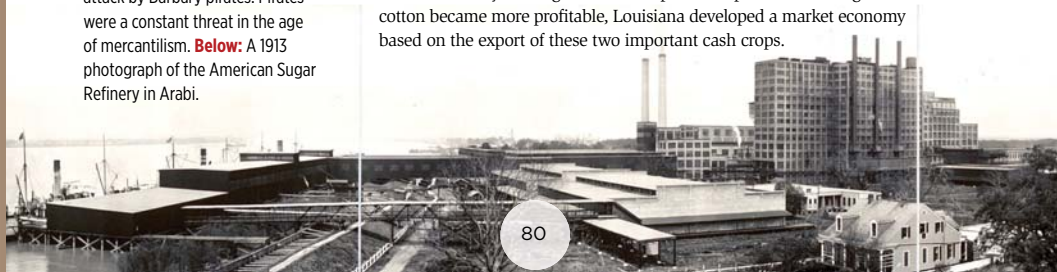 attack by Barbary pirates. Pirates
were a constant threat in the age
of mercantilism. Below: A 1913
photograph of the American Sugar
Refinery in Arabi.
cotton became more profitable, Louisiana developed a market economy
based on the export of these two important cash crops.
80